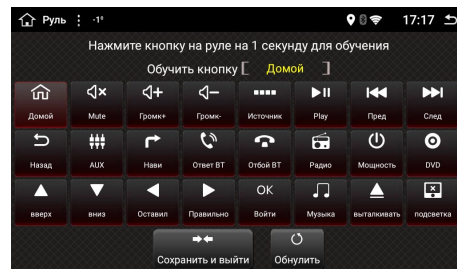 Руль -1° 17:17
Нажмите кнопку на руле на 1 секунду для обучения
Обучить кнопку [ Домой ]
Домой Mute Громк+ Громк- Источник Play Пред След
Назад AUX Нави Ответ BT Отбой BT Радио Мощность DVD
OK
вверх вниз Оставил Правильно Войти Музыка выталкивать подсветка
Сохранить и выйти Обнулить